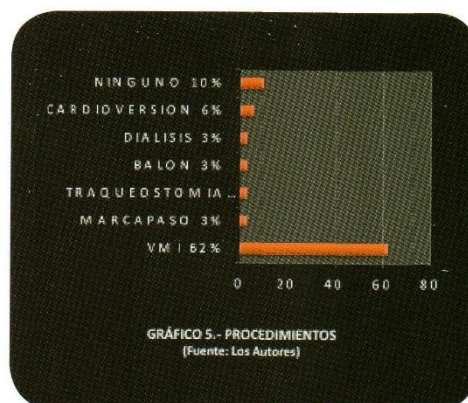 NINGUNO 10%
CARDIOVERSION 6%
DIALISIS 3%
BALON 3%
TRAQUEOSTOMIA ...
MARCAPASO 3%
VMI 62%
0 20 40 60 80
GRÁFICO 5.- PROCEDIMIENTOS
(Fuente: Los Autores)